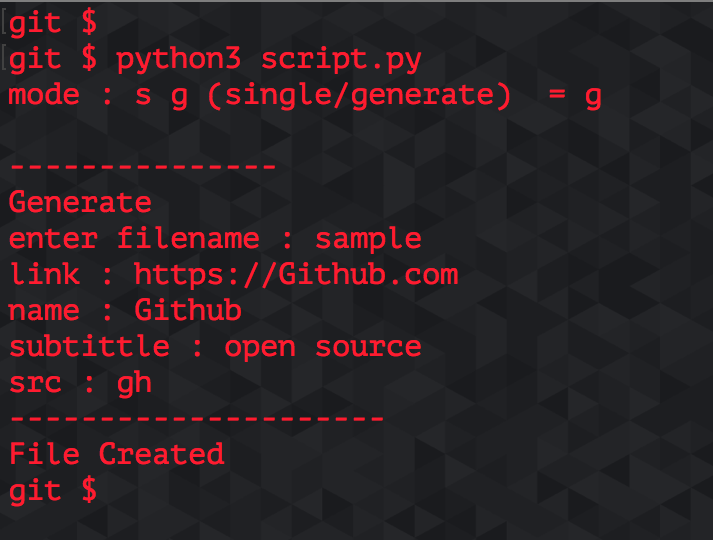 git $
git $ python3 script.py
mode : s g (single/generate)  = g
---------------
Generate
enter filename : sample
link : https://Github.com
name : Github
subtittle : open source
src : gh
---------------------
File Created
git $